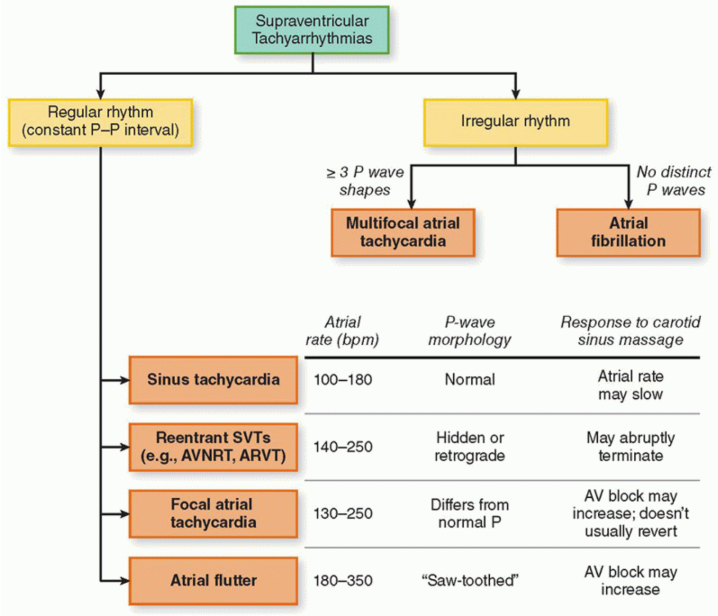 Supraventricular
Tachyarrhythmias
Regular rhythm
(constant P–P interval)
Irregular rhythm
≥ 3 P wave
shapes
No distinct
P waves
Multifocal atrial
tachycardia
Atrial
fibrillation
Atrial
rate (bpm)
P-wave
morphology
Response to carotid
sinus massage
Sinus tachycardia
100–180
Normal
Atrial rate
may slow
Reentrant SVTs
(e.g., AVNRT, ARVT)
140–250
Hidden or
retrograde
May abruptly
terminate
Focal atrial
tachycardia
130–250
Differs from
normal P
AV block may
increase; doesn’t
usually revert
Atrial flutter
180–350
“Saw-toothed”
AV block may
increase